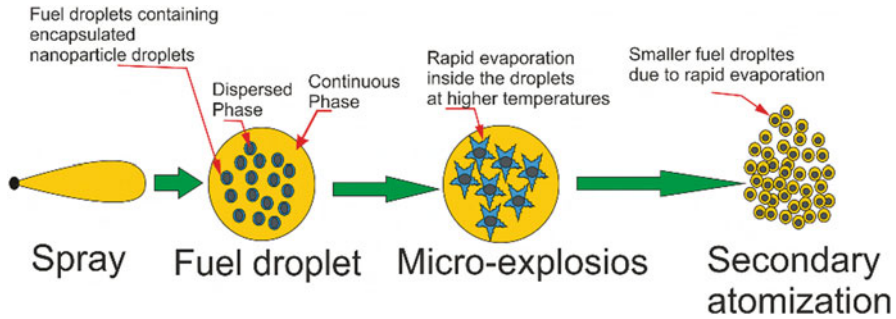 Fuel droplets containing
encapsulated
nanoparticle droplets
Dispersed
Phase
Continuous
Phase
Rapid evaporation
inside the droplets
at higher temperatures
Smaller fuel dropltes
due to rapid evaporation
Spray
Fuel droplet
Micro-explosios
Secondary
atomization